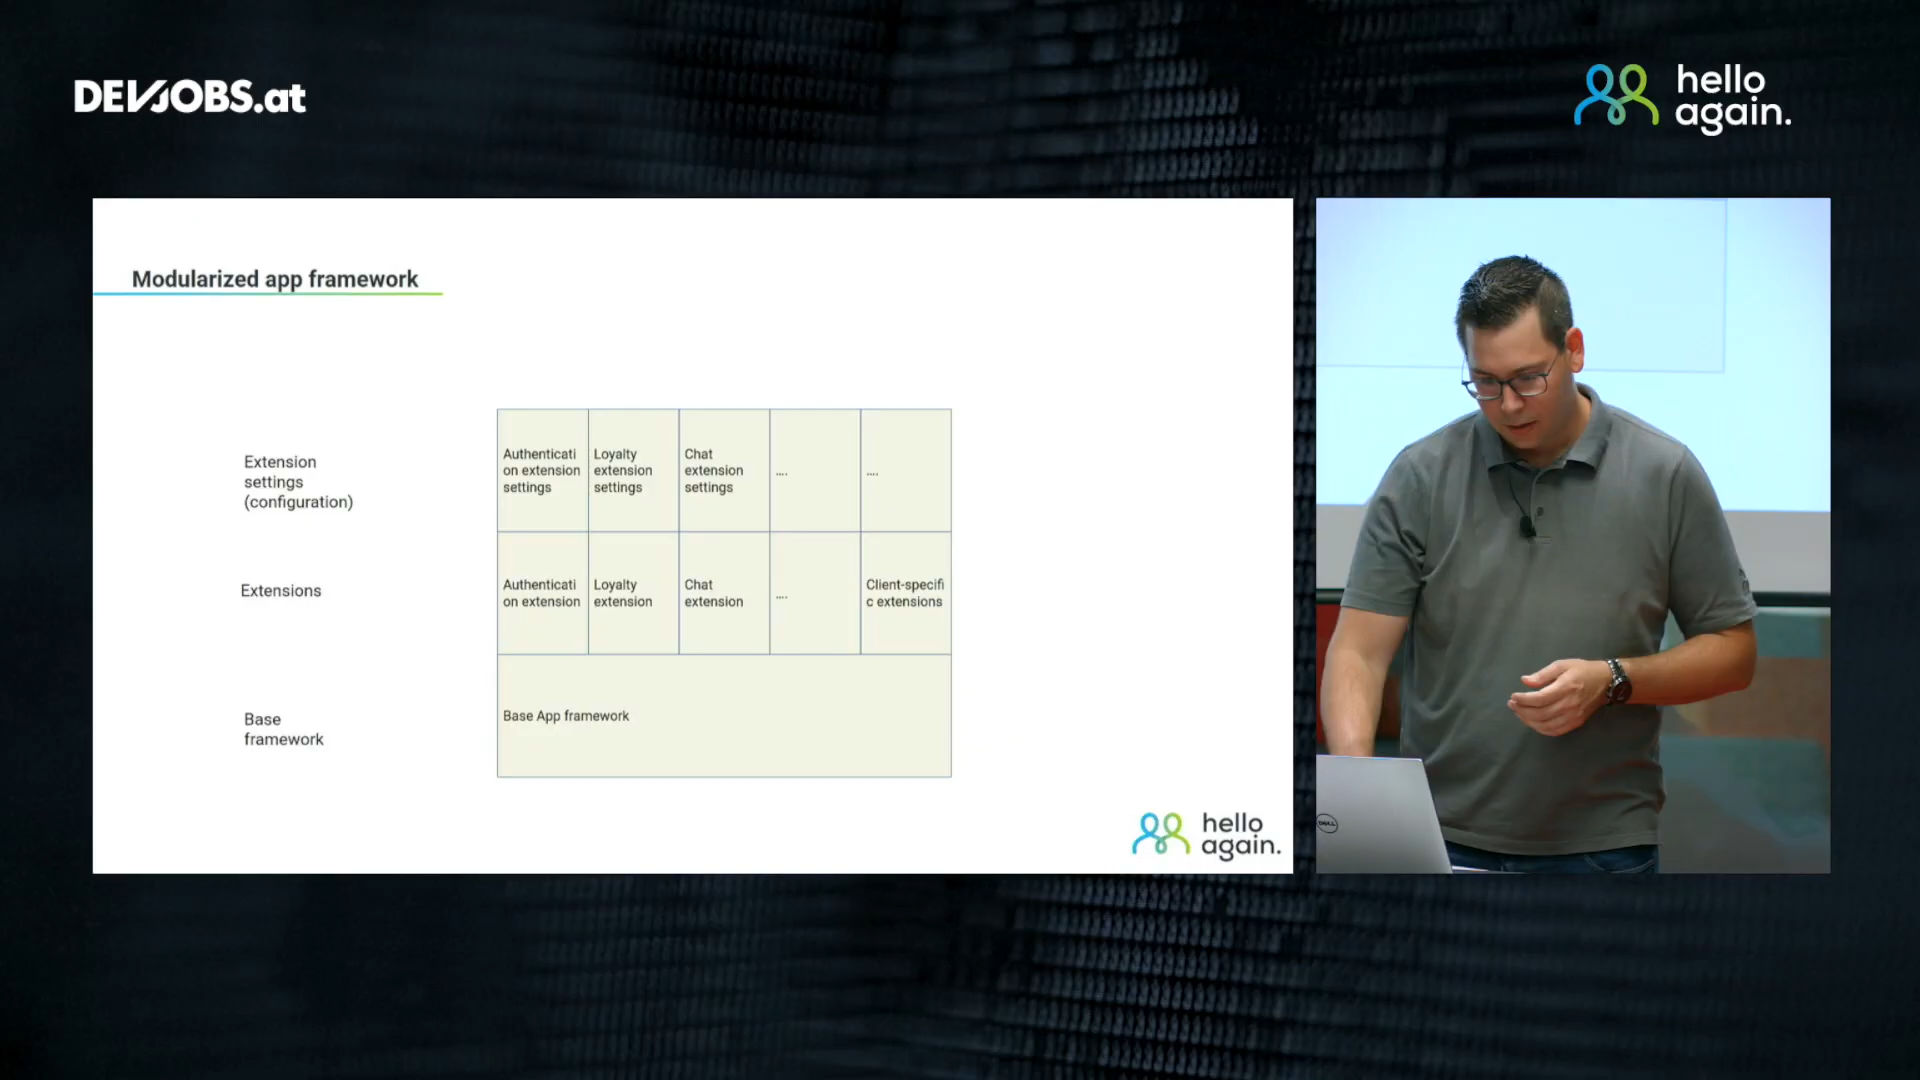 DEVJOBS.at
hello
again.
Modularized app framework
Extension
settings
(configuration)
Authenticati
on extension
settings
Loyalty
extension
settings
Chat
extension
settings
....
....
Extensions
Authenticati
on extension
Loyalty
extension
Chat
extension
....
Client-specifi
c extensions
Base
framework
Base App framework
hello
again.
DELL